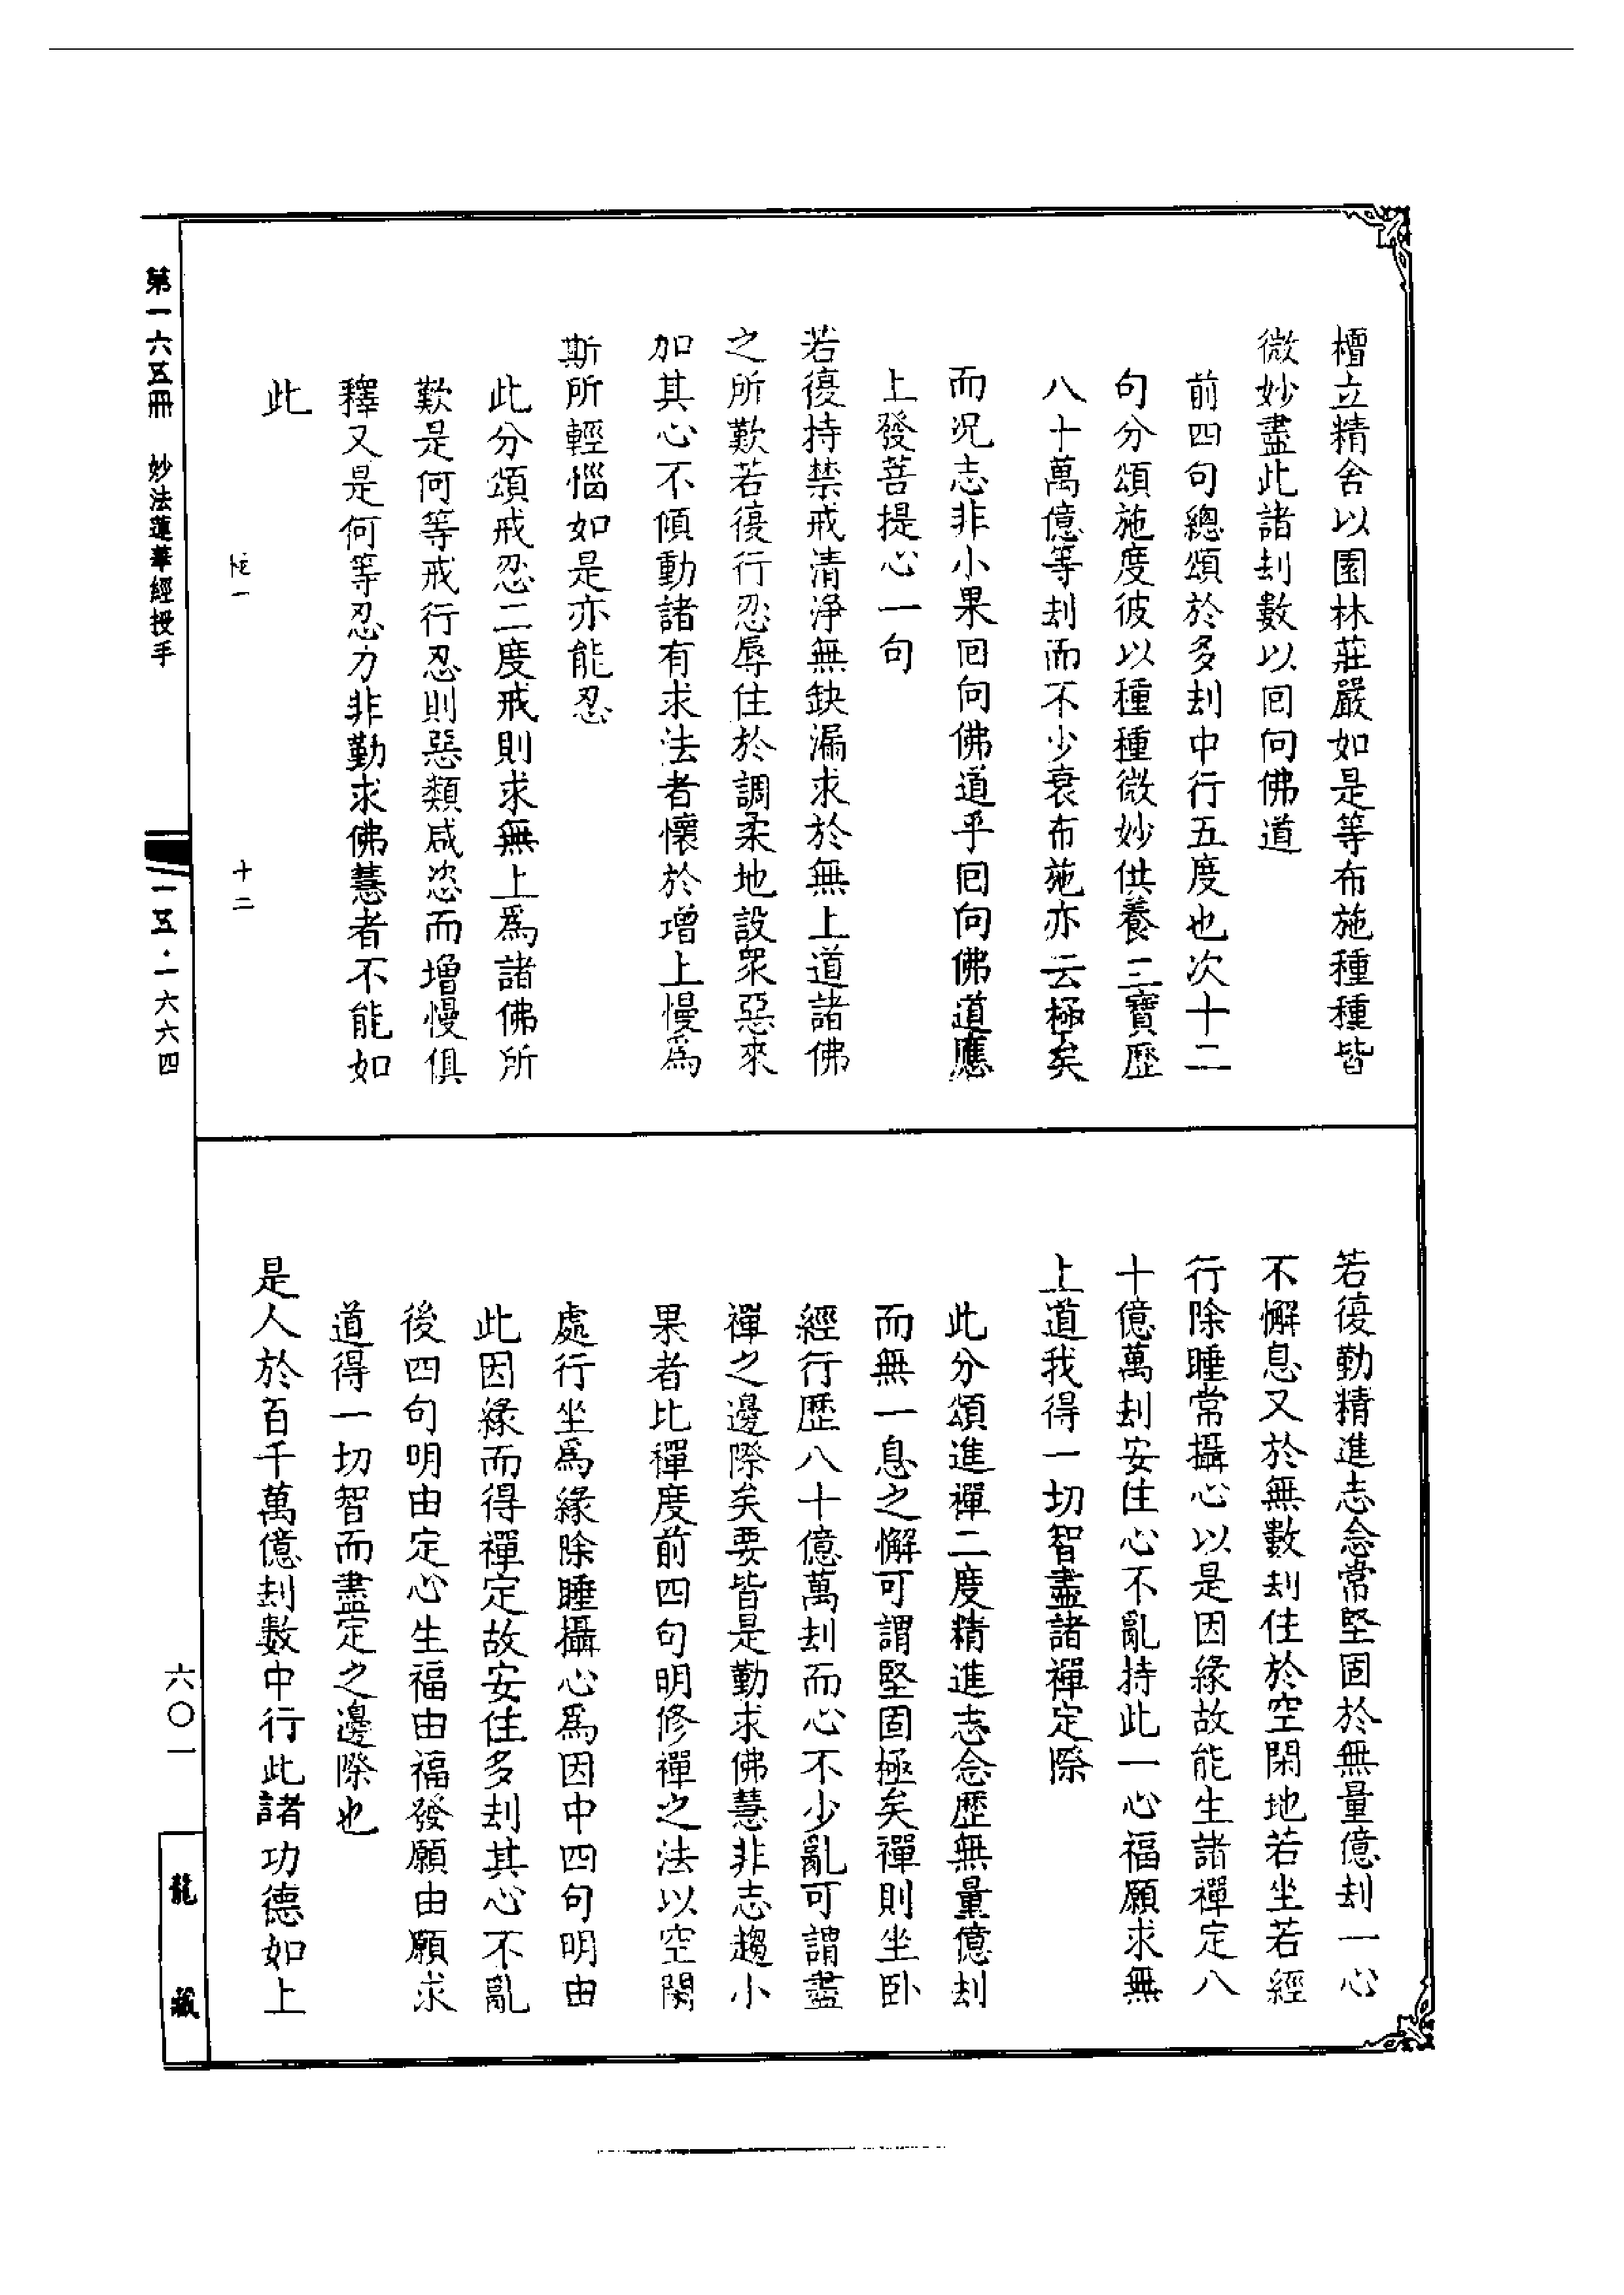 檀立精舍以園林莊嚴如是等布施種種皆
微妙盡此諸刦數以回向佛道
前四句總頌於多刦中行五度也次十二
句分頌施度彼以種種微妙供養三寶歷
八十萬億等刦而不少衰布施亦云極矣
而況志非小果回向佛道乎回向佛道應
上發菩提心一句
若復持禁戒清淨無缺漏求於無上道諸佛
之所歎若復行忍辱住於調柔地設眾惡來
加其心不傾動諸有求法者懷於增上慢為
斯所輕惱如是亦能忍
此分頌戒忍二度戒則求無上爲諸佛所
歎是何等戒行忍則惡類咸恣而增慢俱
釋又是何等忍力非勤求佛慧者不能如
此
十二
若復勤精進志念常堅固於無量億刦一心
不懈息又於無數刦住於空閑地若坐若經
行除睡常攝心以是因緣故能生諸禪定八
十億萬刦安住心不亂持此一心福願求無
上道我得一切智盡諸禪定際
此分頌進禪二度精進志念歷無量億刦
而無一息之懈可謂堅固極矣禪則坐卧
經行歷八十億萬刦而心不少亂可謂盡
禪之邊際矣要皆是勤求佛慧非志趨小
果者比禪度前四句明修禪之法以空閑
處行坐爲緣除睡攝心爲因中四句明由
此因緣而得禪定故安住多刦其心不亂
後四句明由定心生福由福發願由願求
道得一切智而盡定之邊際也
是人於百千萬億刦數中行此諸功德如上
第一六五冊 妙法蓮華經授手
一五·一六六四
六〇一
龍藏